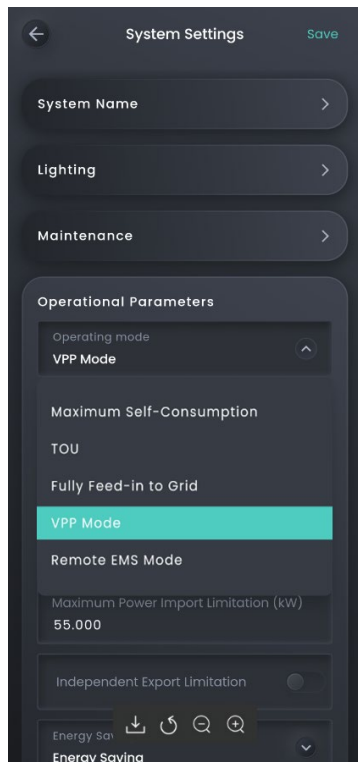 System Settings
Save
System Name
Lighting
Maintenance
Operational Parameters
Operating mode
VPP Mode
Maximum Self-Consumption
TOU
Fully Feed-in to Grid
VPP Mode
Remote EMS Mode
Maximum Power Import Limitation (kW)
55.000
Independent Export Limitation
Energy
Energy Saving